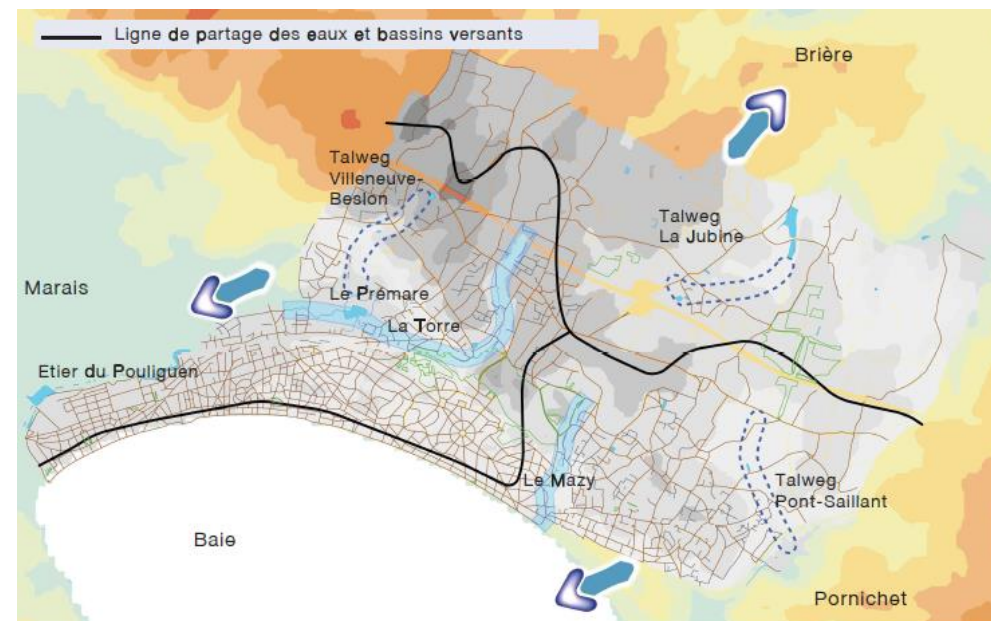 Ligne de partage des eaux et bassins versants
Brière
Talweg
Villeneuve-
Beslon
Talweg
La Jubine
Marais
Le Prémare
La Torre
Etier du Pouliguen
Le Mazy
Talweg
Pont-Saillant
Baie
Pornichet